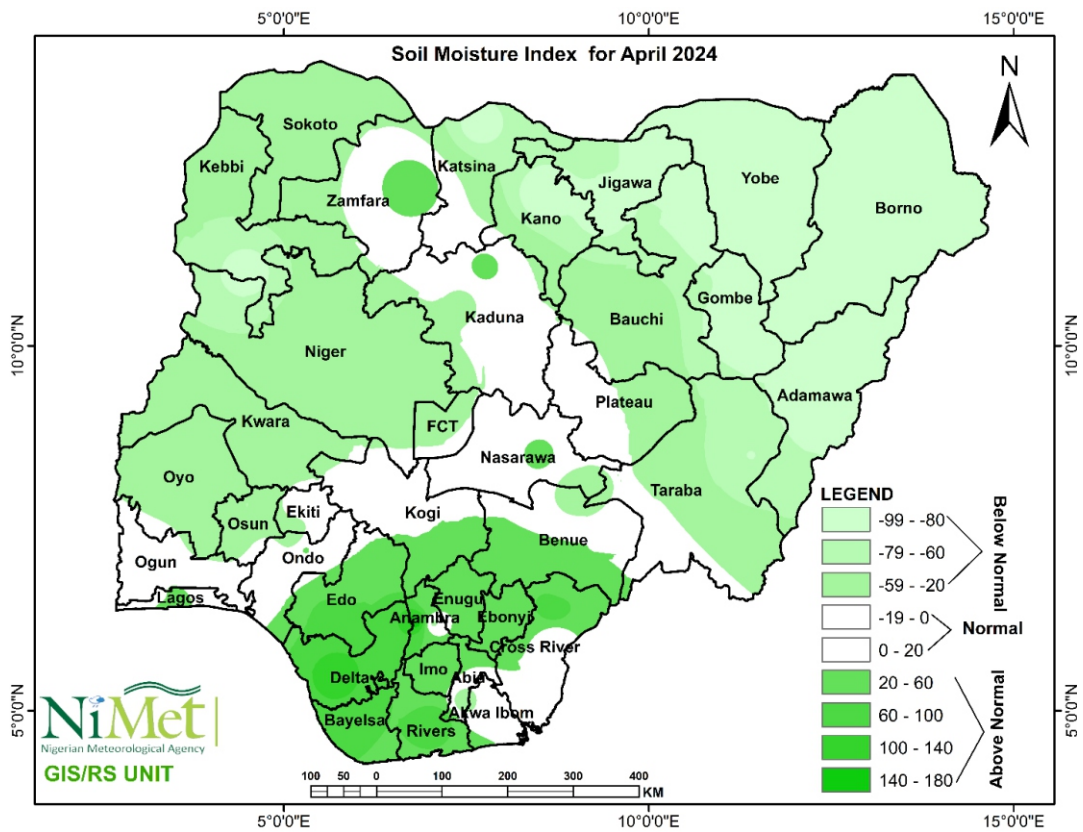 5°0'0"E 10°0'0"E 15°0'0"E
Soil Moisture Index for April 2024
N
Sokoto
Kebbi
Katsina
Zamfara
Kano
Jigawa
Yobe
Borno
Kaduna
Gombe
Bauchi
10°0'0"N 10°0'0"N
Niger
Adamawa
Plateau
Kwara
FCT
Nasarawa
Oyo
Taraba
Ekiti
Osun
Kogi
Benue
Ogun
Ondo
Lagos
Edo
Enugu
Anambra
Ebonyi
Cross River
Imo
Delta
Abia
Akwa Ibom
Bayelsa
Rivers
5°0'0"N 5°0'0"N
LEGEND
-99 - -80
-79 - -60
-59 - -20
Below Normal
-19 - 0
0 - 20
Normal
20 - 60
60 - 100
100 - 140
140 - 180
Above Normal
NiMet
Nigerian Meteorological Agency
GIS/RS UNIT
100 50 0 100 200 300 400
KM
5°0'0"E 10°0'0"E 15°0'0"E